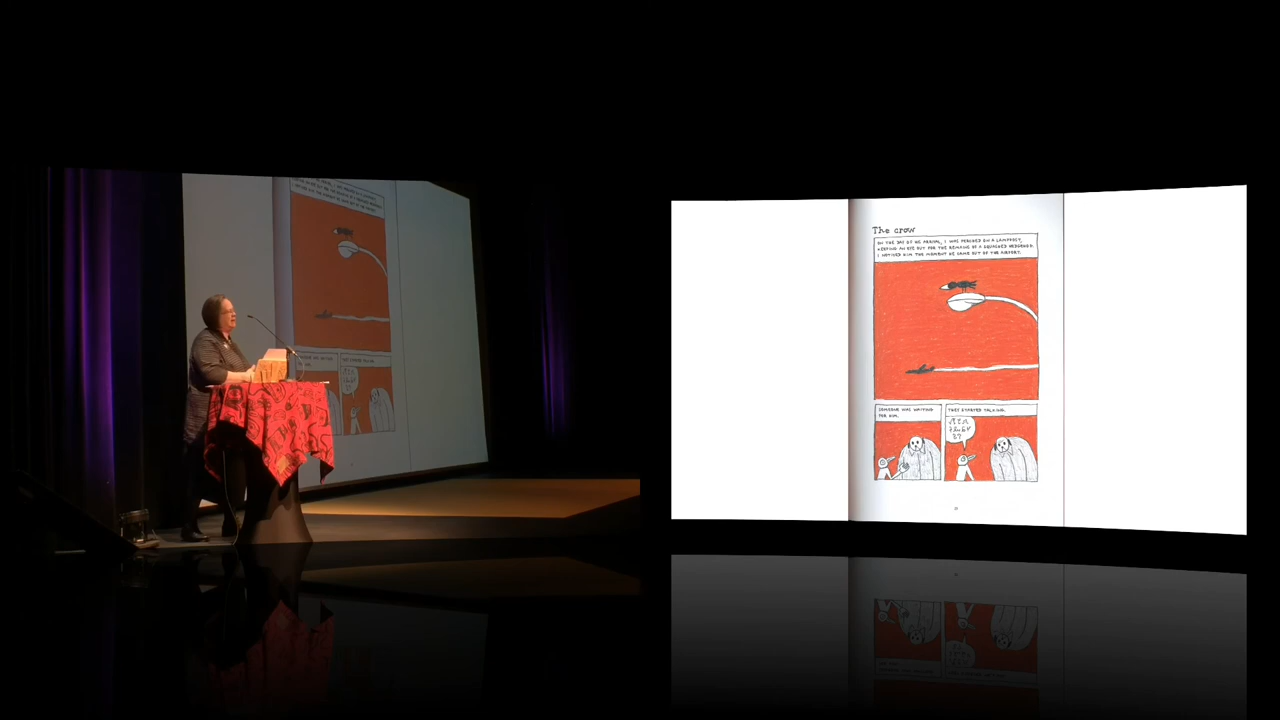 The crow
ON THE DAY OF HIS ARRIVAL, I WAS PERCHED ON A LAMPPOST,
KEEPING AN EYE OUT FOR THE REMAINS OF A SQUASHED HEDGEHOG.
I NOTICED HIM THE MOMENT HE CAME OUT OF THE AIRPORT.
SOMEONE WAS WAITING
FOR HIM.
THEY STARTED TALKING.